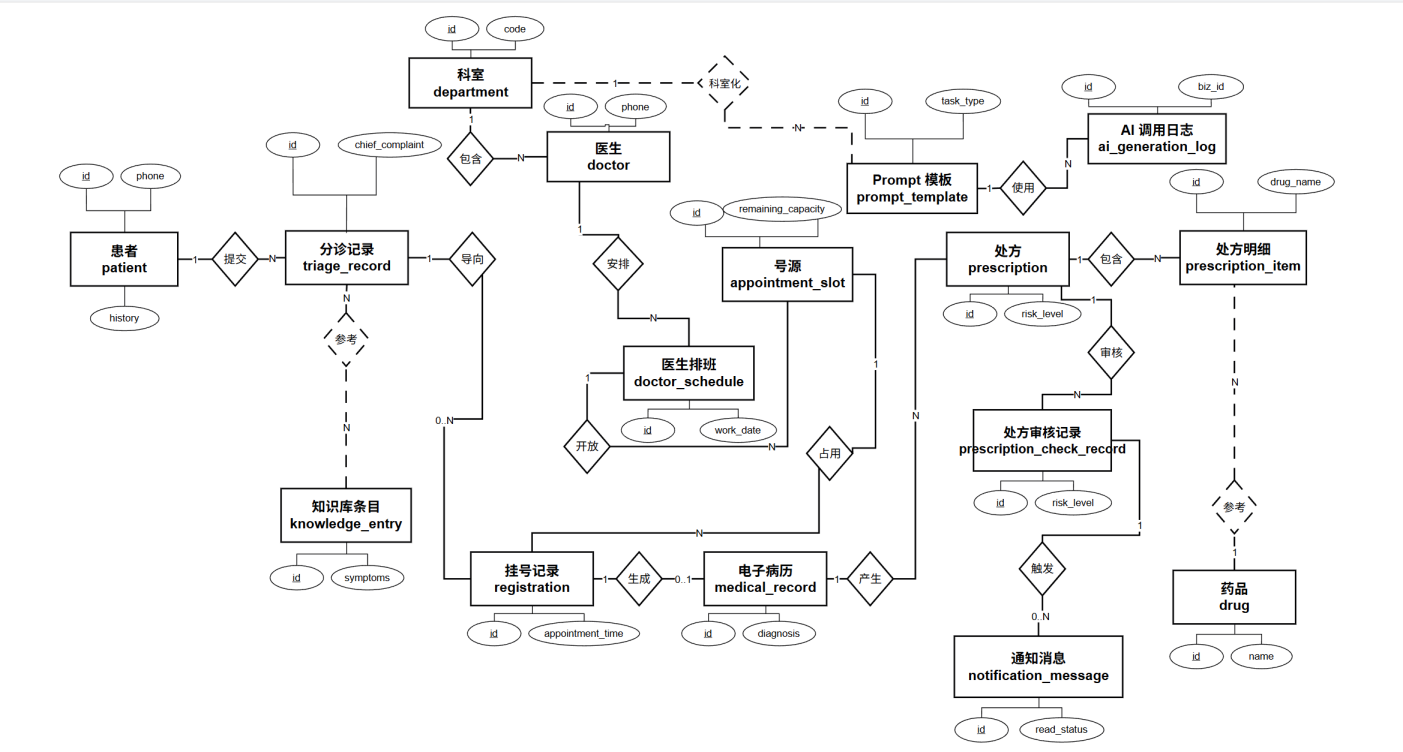 id
code
科室
department
1
科室化
N
id
phone
1
包含
N
医生
doctor
id
task_type
id
biz_id
AI 调用日志
ai_generation_log
Prompt 模板
prompt_template
1
使用
N
id
chief_complaint
id
phone
id
drug_name
id
remaining_capacity
患者
patient
1
提交
N
分诊记录
triage_record
1
导向
1
安排
号源
appointment_slot
处方
prescription
1
包含
N
处方明细
prescription_item
history
N
参考
N
id
risk_level
1
审核
N
医生排班
doctor_schedule
1
1
id
work_date
开放
N
占用
0..N
N
N
处方审核记录
prescription_check_record
id
risk_level
N
参考
1
知识库条目
knowledge_entry
id
symptoms
N
1
挂号记录
registration
1
生成
0..1
电子病历
medical_record
1
产生
触发
0..N
药品
drug
id
appointment_time
id
diagnosis
id
name
通知消息
notification_message
id
read_status